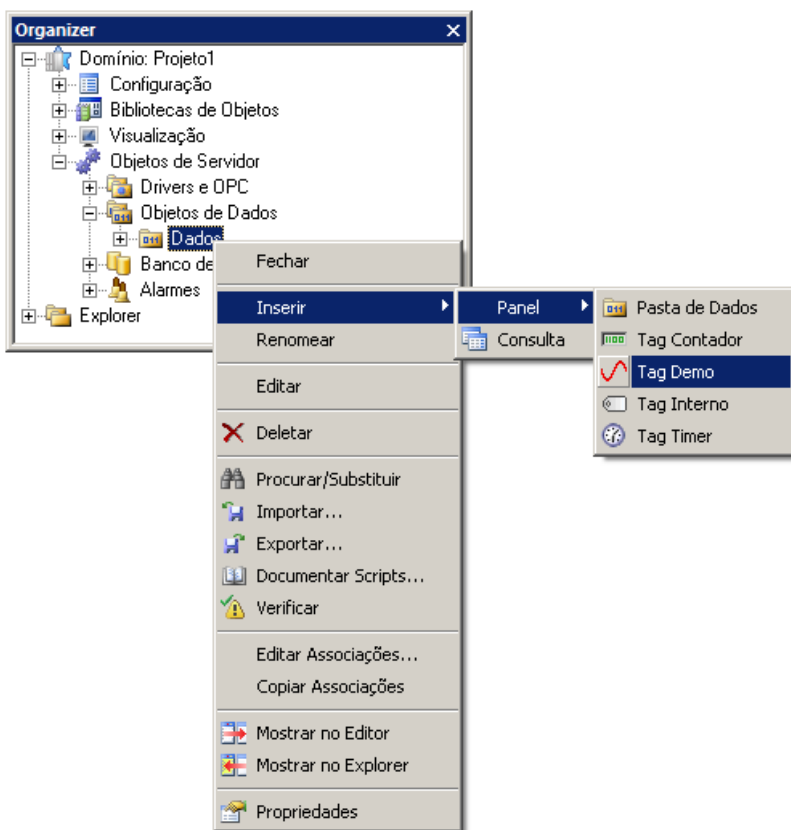 Organizer
Domínio: Projeto1
Configuração
Bibliotecas de Objetos
Visualização
Objetos de Servidor
Drivers e OPC
Objetos de Dados
Dados
Banco de
Alarmes
Explorer
Fechar
Inserir
Renomear
Editar
Deletar
Procurar/Substituir
Importar...
Exportar...
Documentar Scripts...
Verificar
Editar Associações...
Copiar Associações
Mostrar no Editor
Mostrar no Explorer
Propriedades
Panel
Consulta
Pasta de Dados
Tag Contador
Tag Demo
Tag Interno
Tag Timer